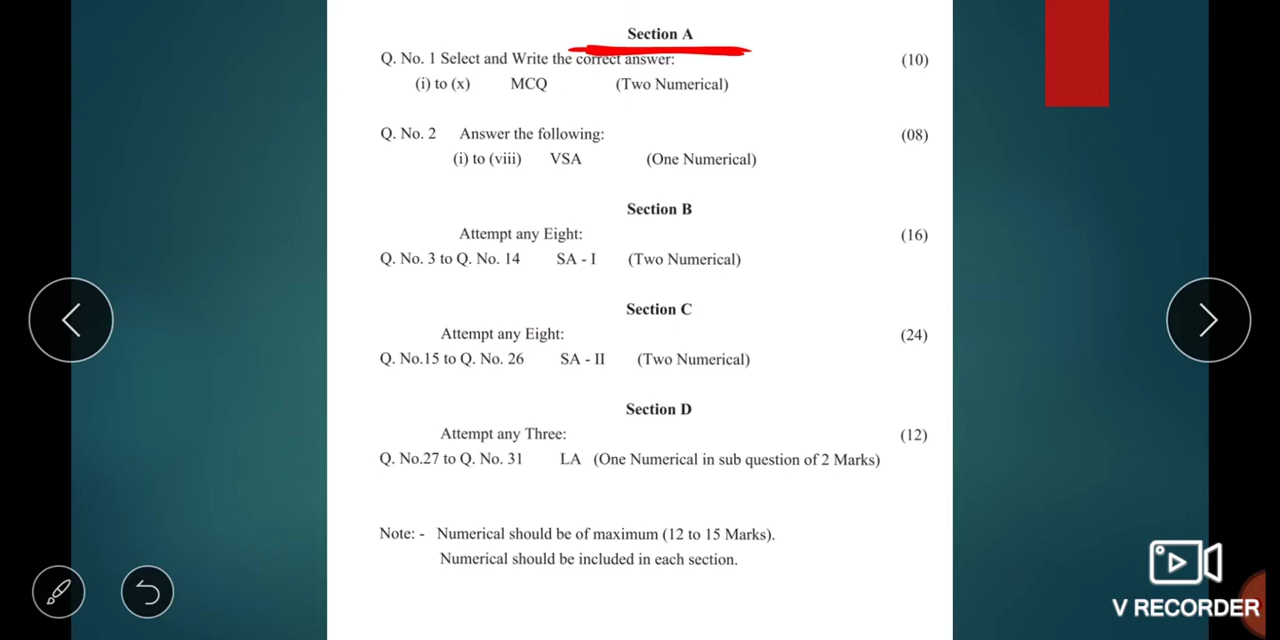 Section A
Q. No. 1 Select and Write the correct answer: (10)
(i) to (x) MCQ (Two Numerical)
Q. No. 2 Answer the following: (08)
(i) to (viii) VSA (One Numerical)
Section B
Attempt any Eight: (16)
Q. No. 3 to Q. No. 14 SA - I (Two Numerical)
Section C
Attempt any Eight: (24)
Q. No.15 to Q. No. 26 SA - II (Two Numerical)
Section D
Attempt any Three: (12)
Q. No.27 to Q. No. 31 LA (One Numerical in sub question of 2 Marks)
Note: - Numerical should be of maximum (12 to 15 Marks).
Numerical should be included in each section.
V RECORDER